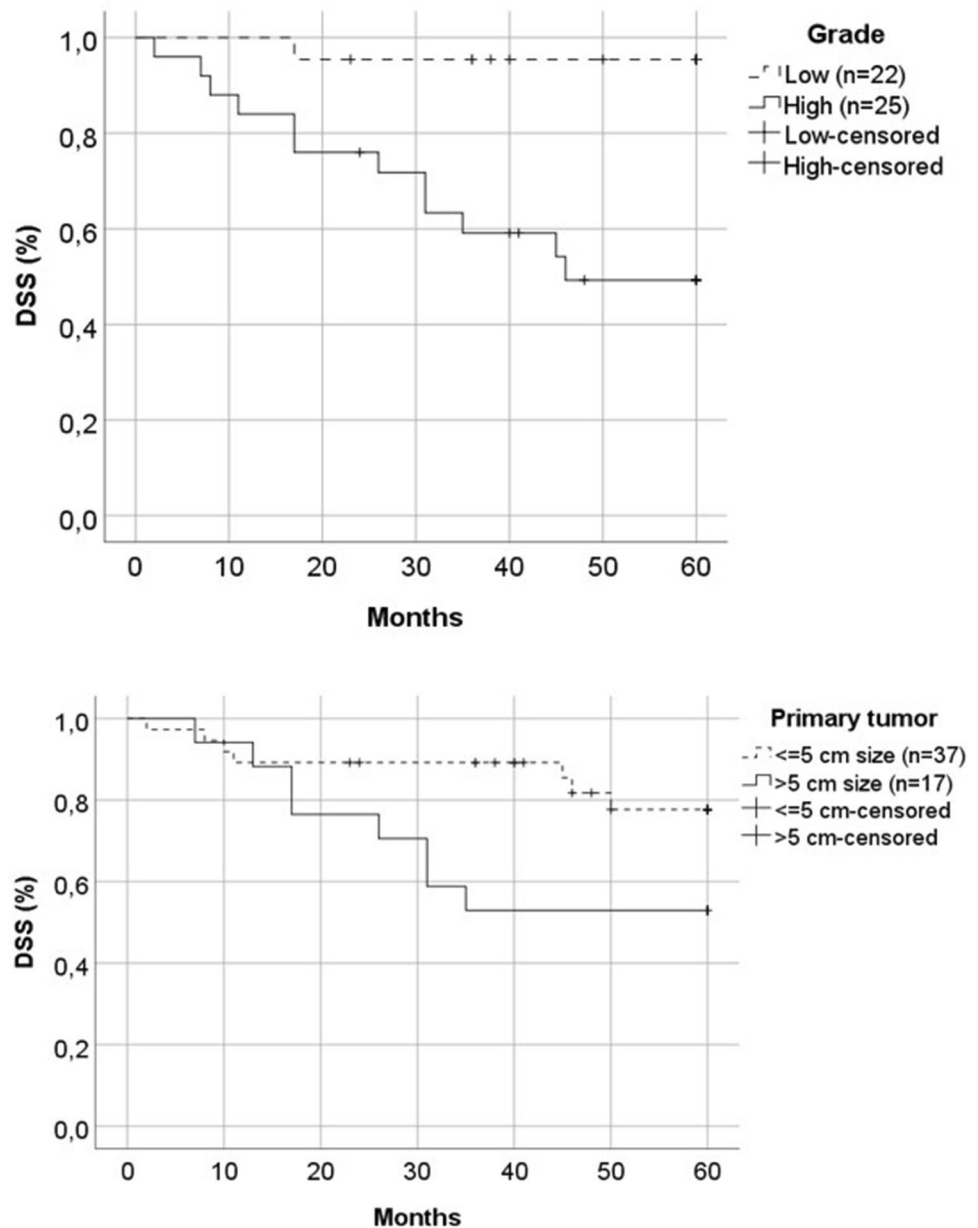 Grade
Low (n=22)
High (n=25)
Low-censored
High-censored
1,0
0,8
0,6
0,4
0,2
0,0
DSS (%)
0 10 20 30 40 50 60
Months
Primary tumor
<=5 cm size (n=37)
>5 cm size (n=17)
<=5 cm-censored
>5 cm-censored
1,0
0,8
0,6
0,4
0,2
0,0
DSS (%)
0 10 20 30 40 50 60
Months